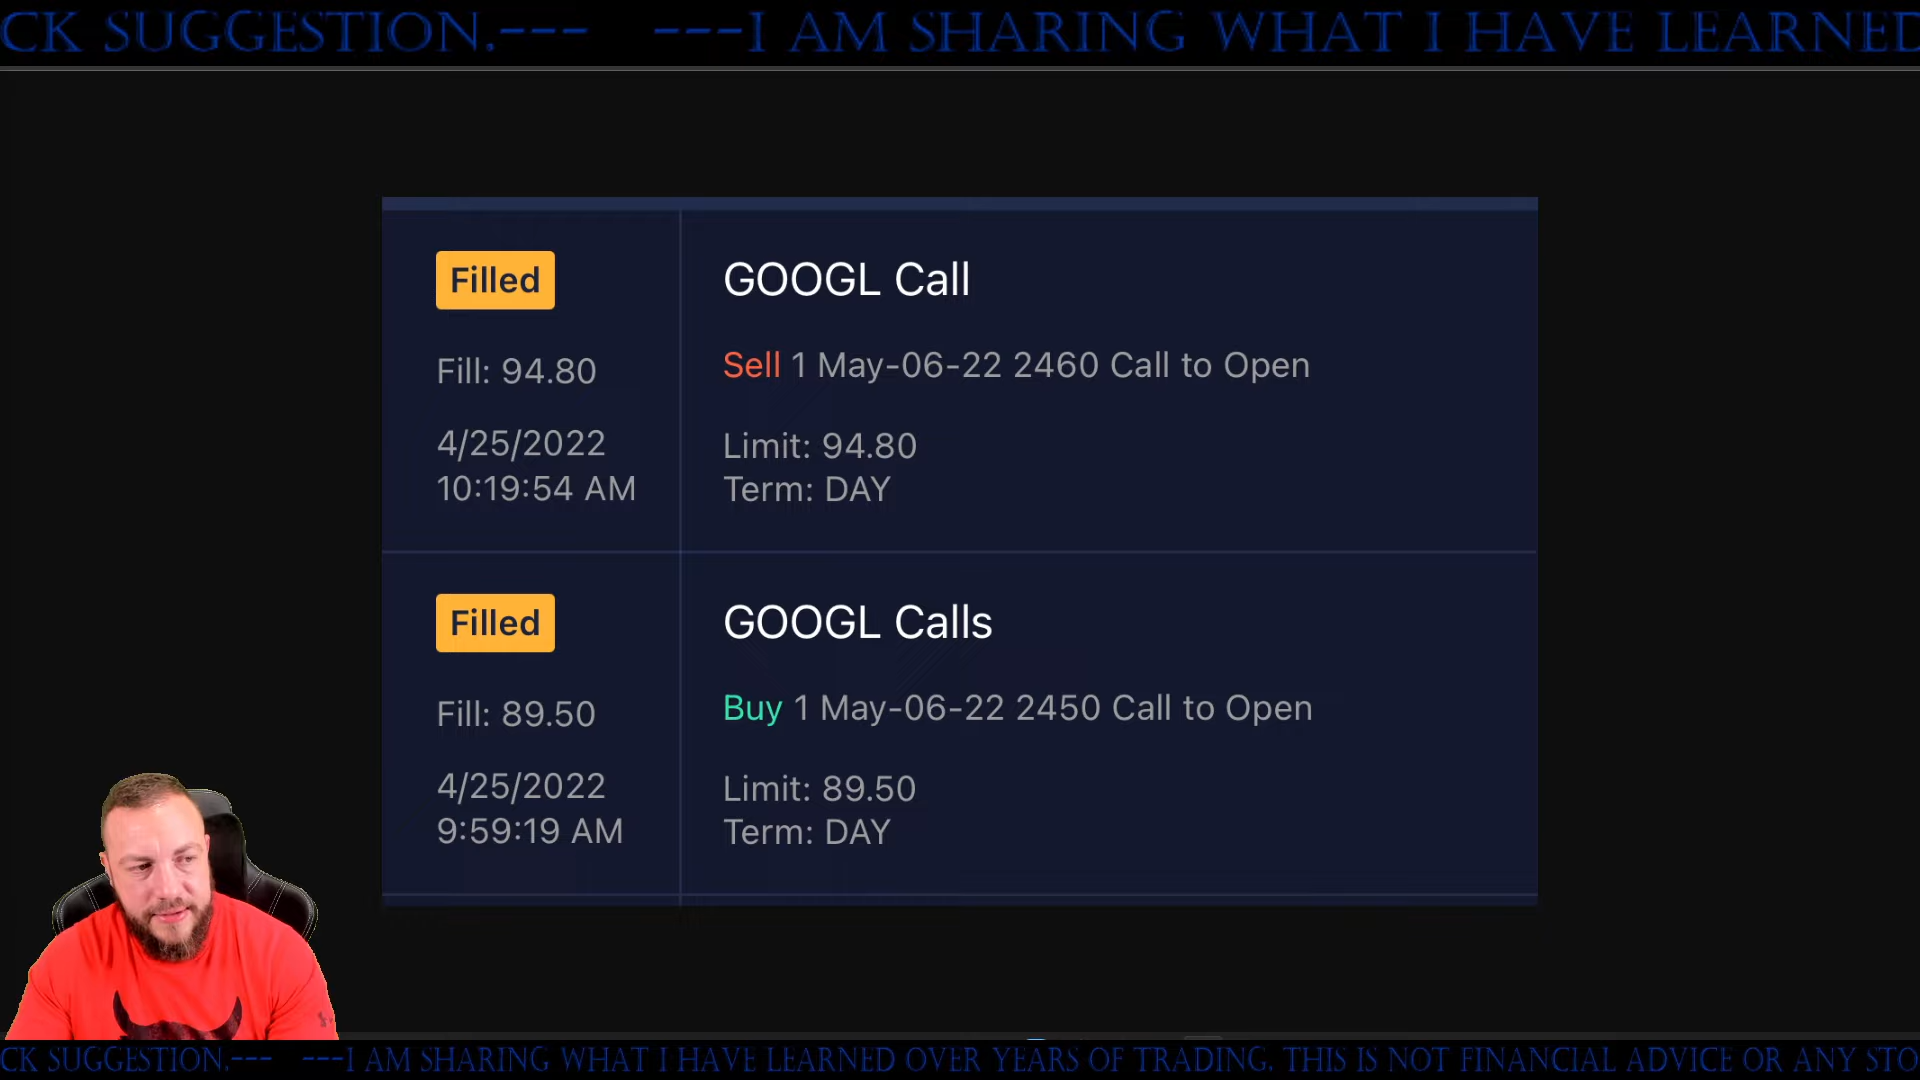 CK SUGGESTION.--- ---I AM SHARING WHAT I HAVE LEARNED
Filled
GOOGL Call
Fill: 94.80
Sell 1 May-06-22 2460 Call to Open
4/25/2022
10:19:54 AM
Limit: 94.80
Term: DAY
Filled
GOOGL Calls
Fill: 89.50
Buy 1 May-06-22 2450 Call to Open
4/25/2022
9:59:19 AM
Limit: 89.50
Term: DAY
CK SUGGESTION.--- ---I AM SHARING WHAT I HAVE LEARNED OVER YEARS OF TRADING. THIS IS NOT FINANCIAL ADVICE OR ANY STO